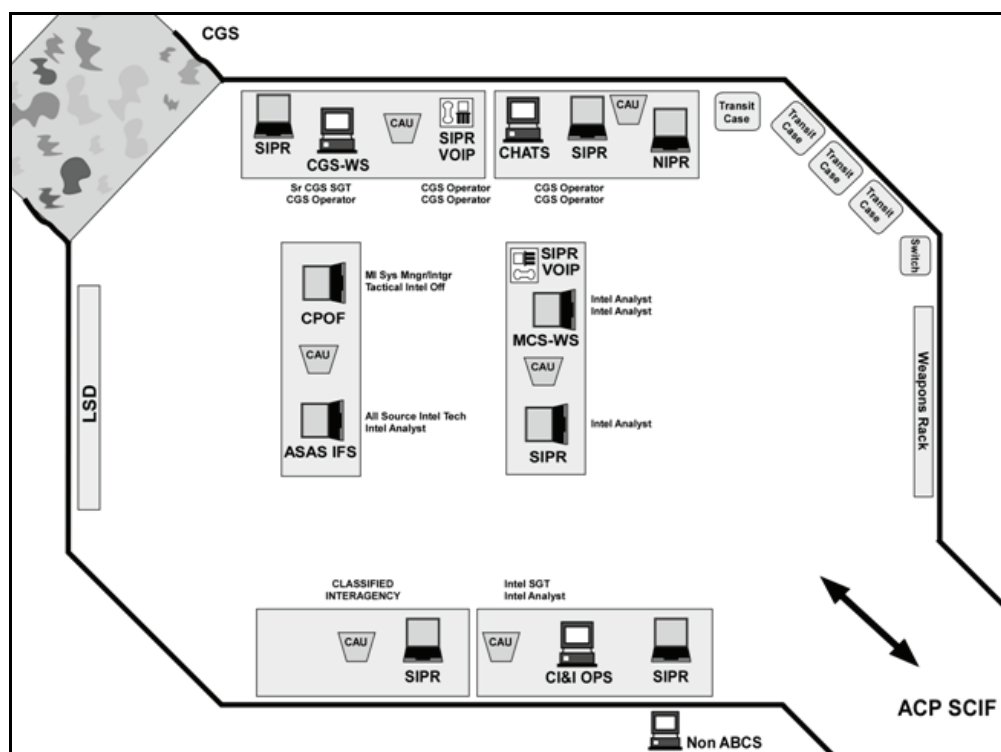 CGS
SIPR
CGS-WS
CAU
SIPR
VOIP
CHATS
SIPR
CAU
NIPR
Transit
Case
Transit
Case
Transit
Case
Transit
Case
Switch
Sr CGS SGT
CGS Operator
CGS Operator
CGS Operator
CGS Operator
CGS Operator
CPOF
MI Sys Mngr/Intgr
Tactical Intel Off
CAU
ASAS IFS
All Source Intel Tech
Intel Analyst
SIPR
VOIP
MCS-WS
Intel Analyst
Intel Analyst
CAU
SIPR
Intel Analyst
LSD
Weapons Rack
CLASSIFIED
INTERAGENCY
CAU
SIPR
Intel SGT
Intel Analyst
CAU
CI&I OPS
SIPR
ACP SCIF
Non ABCS